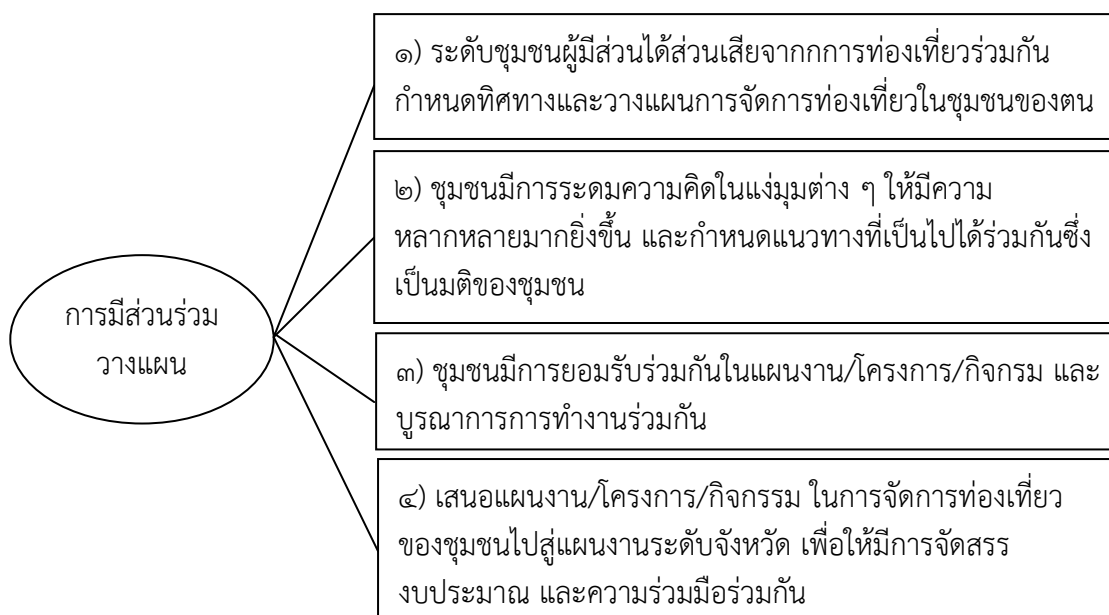 ๑) ระดับชุมชนผู้มีส่วนได้ส่วนเสียจากกการท่องเที่ยวร่วมกัน
กำหนดทิศทางและวางแผนการจัดการท่องเที่ยวในชุมชนของตน
๒) ชุมชนมีการระดมความคิดในแง่มุมต่าง ๆ ให้มีความ
หลากหลายมากยิ่งขึ้น และกำหนดแนวทางที่เป็นไปได้ร่วมกันซึ่ง
เป็นมติของชุมชน
การมีส่วนร่วม
วางแผน
๓) ชุมชนมีการยอมรับร่วมกันในแผนงาน/โครงการ/กิจกรม และ
บูรณาการการทำงานร่วมกัน
๔) เสนอแผนงาน/โครงการ/กิจกรรม ในการจัดการท่องเที่ยว
ของชุมชนไปสู่แผนงานระดับจังหวัด เพื่อให้มีการจัดสรร
งบประมาณ และความร่วมมือร่วมกัน